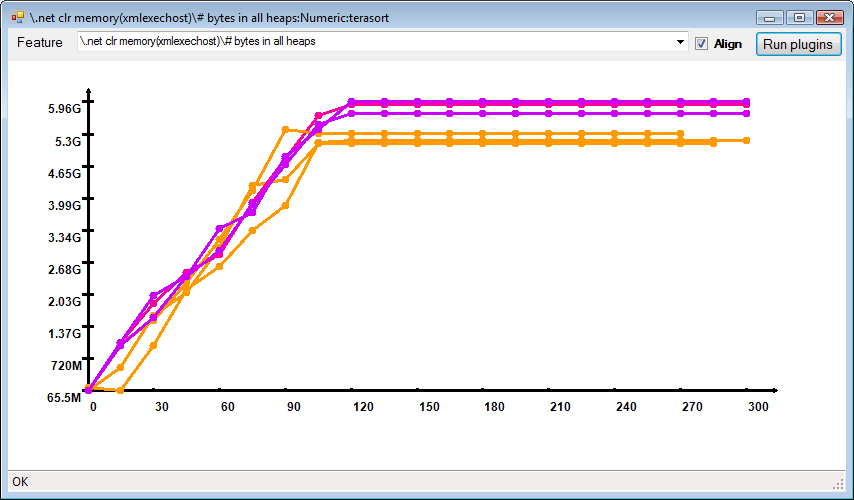 \.net clr memory(xmlexechost)\# bytes in all heaps:Numeric:terasort
Feature \.net clr memory(xmlexechost)\# bytes in all heaps Align Run plugins
5.96G
5.3G
4.65G
3.99G
3.34G
2.68G
2.03G
1.37G
720M
65.5M
0 30 60 90 120 150 180 210 240 270 300
OK